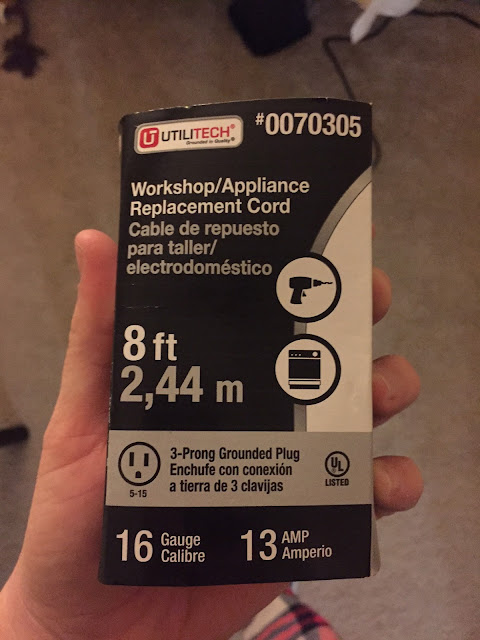 UTILITECH®
Grounded in Quality®
#0070305
Workshop/Appliance
Replacement Cord
Cable de repuesto
para taller/
electrodoméstico
8 ft
2,44 m
5-15
3-Prong Grounded Plug
Enchufe con conexión
a tierra de 3 clavijas
UL
LISTED
16 Gauge
Calibre
13 AMP
Amperio